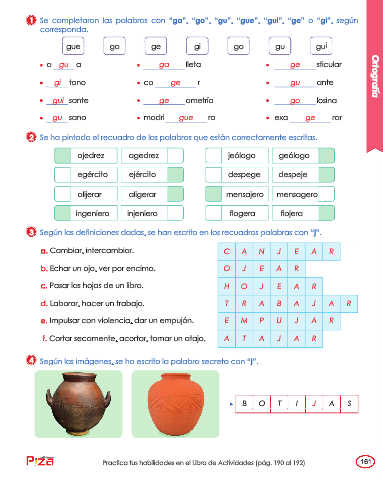 1 Se completaron las palabras con "ga", "go", "gu", "gue", "gui", "ge" o "gi", según
corresponda.
gue ga ge gi go gu gui
• a gu a • ga lleta • ge sticular
• gi tano • co ge r • gu ante
• gui sante • ge ometría • go losina
• gu sano • madri gue ra • exa ge rar
2 Se ha pintado el recuadro de las palabras que están correctamente escritas.
ajedrez agedrez jeólogo geólogo
egército ejército despege despeje
alijerar aligerar mensajero mensagero
ingeniero injeniero flogera flojera
3 Según las definiciones dadas, se han escrito en los recuadros palabras con "j".
a. Cambiar, intercambiar. C A N J E A R
b. Echar un ojo, ver por encima. O J E A R
c. Pasar las hojas de un libro. H O J E A R
d. Laborar, hacer un trabajo. T R A B A J A R
e. Impulsar con violencia, dar un empujón. E M P U J A R
f. Cortar secamente, acortar, tomar un atajo. A T A J A R
4 Según las imágenes, se ha escrito la palabra secreta con "j".
B O T I J A S
Ortografía
Practica tus habilidades en el Libro de Actividades (pág. 190 al 192)
161